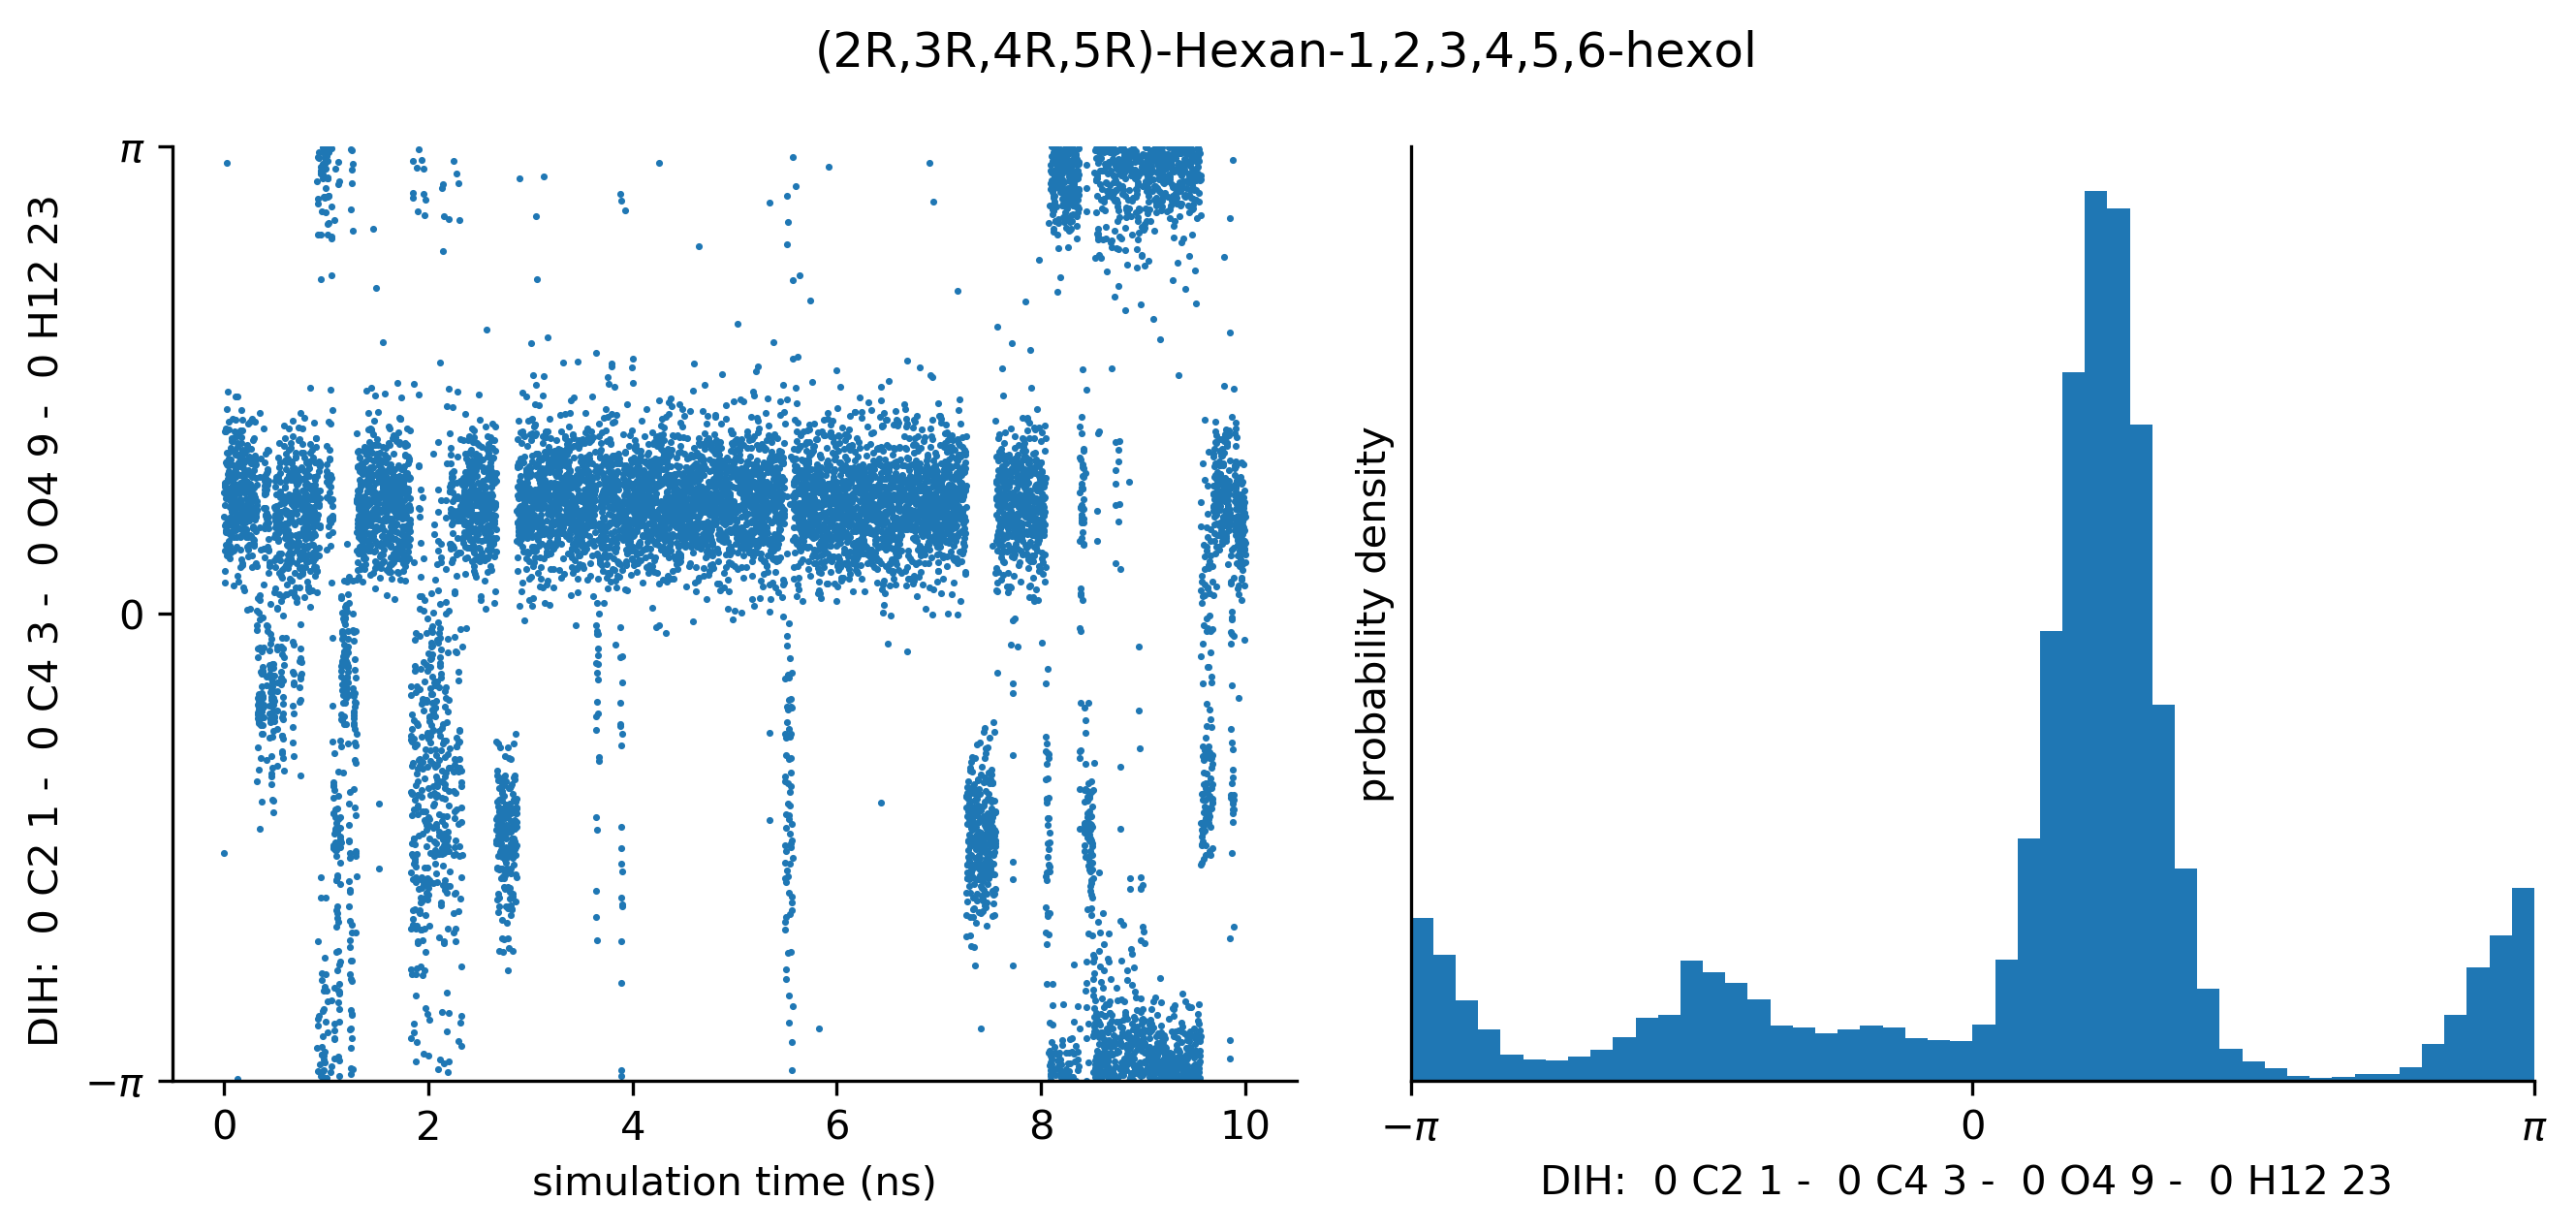 (2R,3R,4R,5R)-Hexan-1,2,3,4,5,6-hexol
DIH:  0 C2 1 -  0 C4 3 -  0 O4 9 -  0 H12 23
π
0
−π
0
2
4
6
8
10
simulation time (ns)
probability density
−π
0
π
DIH:  0 C2 1 -  0 C4 3 -  0 O4 9 -  0 H12 23